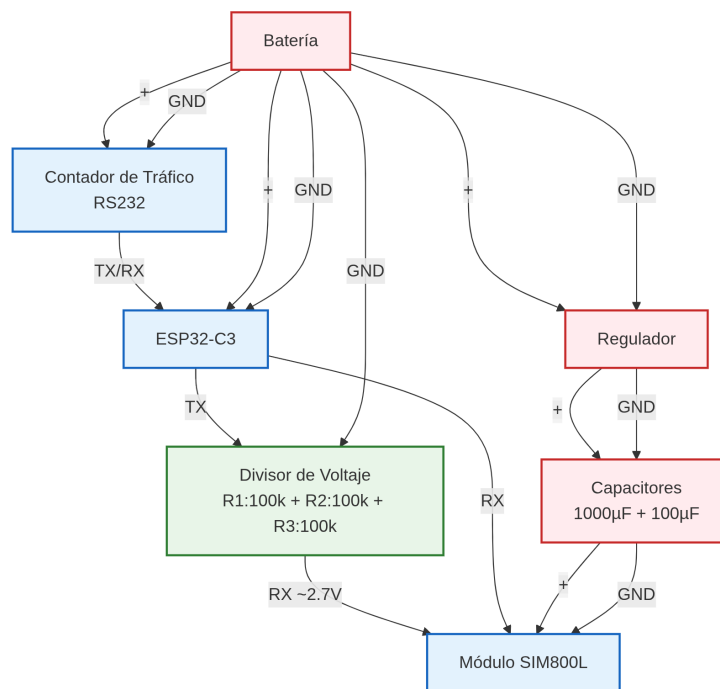 Batería
+
GND
Contador de Tráfico
RS232
+
GND
+
GND
GND
TX/RX
ESP32-C3
Regulador
TX
+
GND
Divisor de Voltaje
R1:100k + R2:100k +
R3:100k
RX
Capacitores
1000µF + 100µF
RX ~2.7V
+
GND
Módulo SIM800L